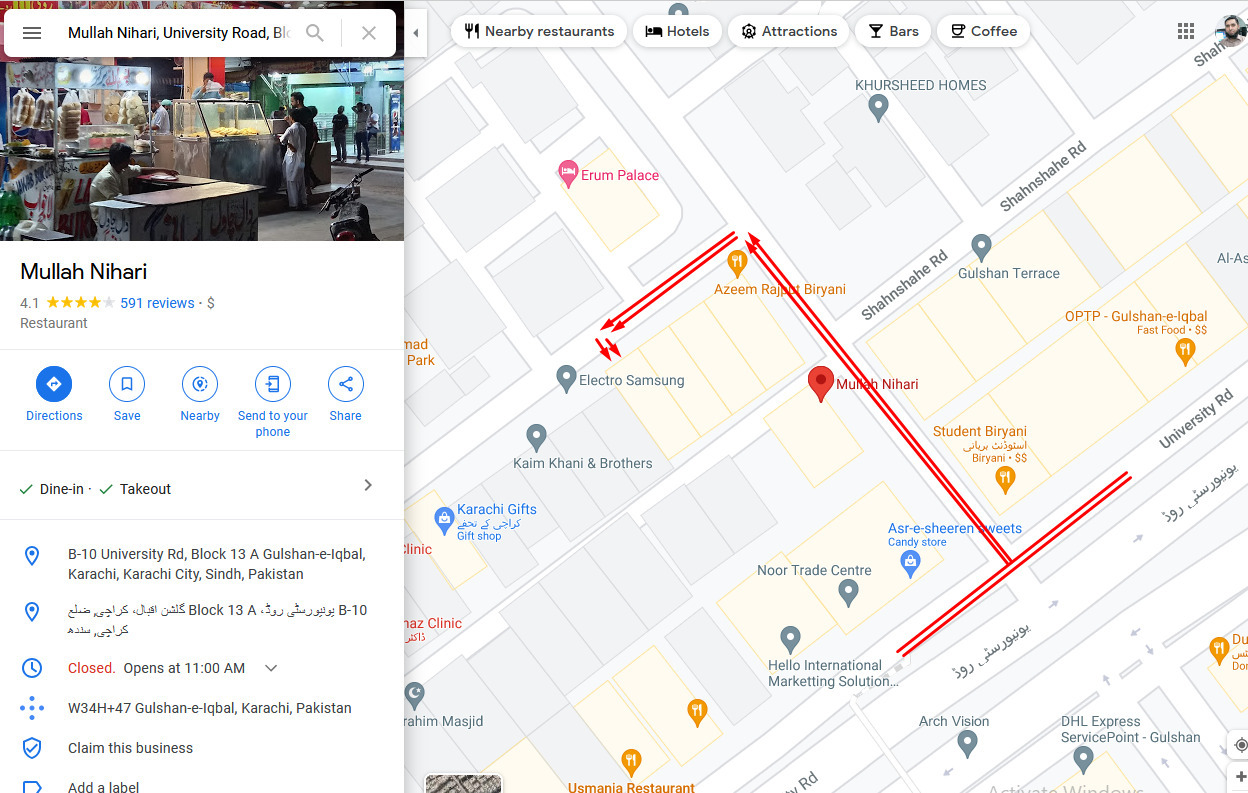 Mullah Nihari, University Road, Blo
Mullah Nihari
4.1
591 reviews · $
Restaurant
Directions
Save
Nearby
Send to your
phone
Share
Dine-in ·
Takeout
B-10 University Rd, Block 13 A Gulshan-e-Iqbal,
Karachi, Karachi City, Sindh, Pakistan
B-10 یونیورسٹی روڈ، Block 13 A گلشن اقبال، کراچی, ضلع
کراچی, سندھ
Closed. Opens at 11:00 AM
W34H+47 Gulshan-e-Iqbal, Karachi, Pakistan
Claim this business
Add a label
Nearby restaurants
Hotels
Attractions
Bars
Coffee
Shahnsh
KHURSHEED HOMES
Shahnshahe Rd
Erum Palace
Gulshan Terrace
Al-As
Shahnshahe Rd
Azeem Rajput Biryani
OPTP - Gulshan-e-Iqbal
Fast Food · $$
mad
Park
Electro Samsung
Mullah Nihari
University Rd
Student Biryani
اسٹوڈنٹ بریانی
Biryani · $$
Kaim Khani & Brothers
یونیورسٹی روڈ
Karachi Gifts
کراچی کے تحفے
Gift shop
Asr-e-sheeren sweets
Candy store
Clinic
Noor Trade Centre
naz Clinic
ڈاکٹر
یونیورسٹی روڈ
Du
Don
Hello International
Marketting Solution...
rahim Masjid
Arch Vision
DHL Express
ServicePoint - Gulshan
Usmania Restaurant
ty Rd
Activate Windows